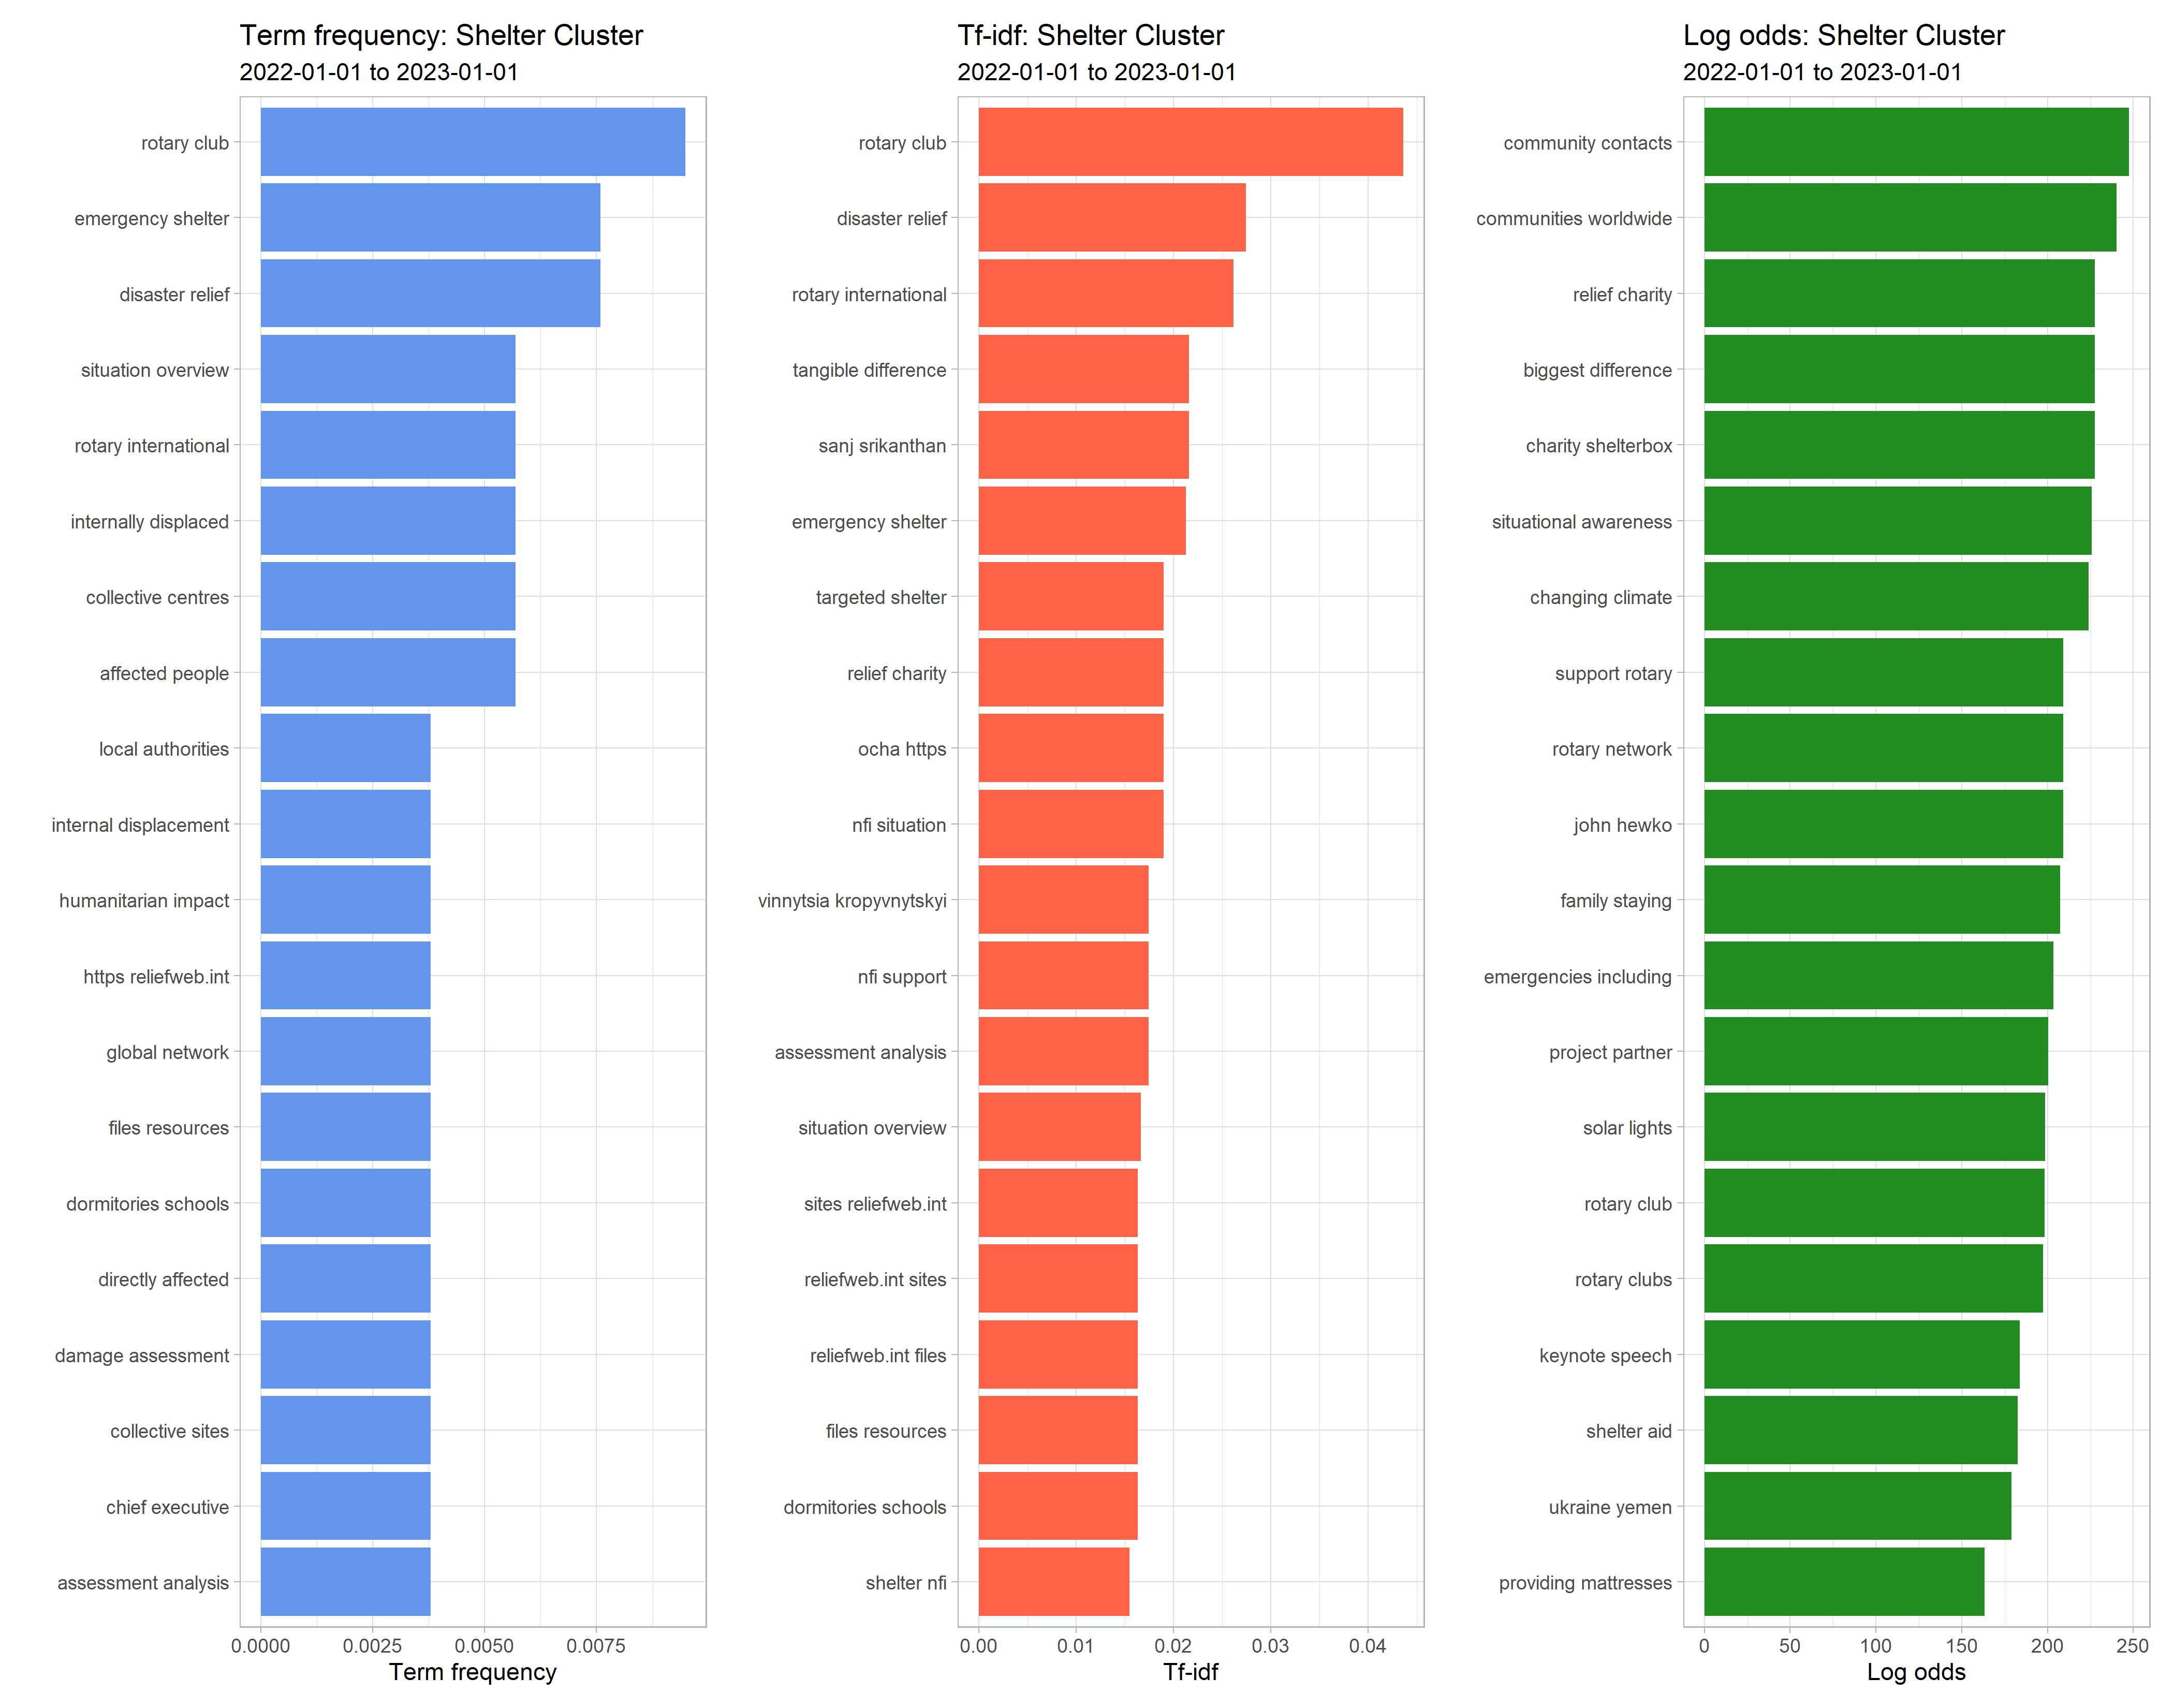 Term frequency: Shelter Cluster
2022-01-01 to 2023-01-01
rotary club
emergency shelter
disaster relief
situation overview
rotary international
internally displaced
collective centres
affected people
local authorities
internal displacement
humanitarian impact
https reliefweb.int
global network
files resources
dormitories schools
directly affected
damage assessment
collective sites
chief executive
assessment analysis
0.0000 0.0025 0.0050 0.0075
Term frequency
Tf-idf: Shelter Cluster
2022-01-01 to 2023-01-01
rotary club
disaster relief
rotary international
tangible difference
sanj srikanthan
emergency shelter
targeted shelter
relief charity
ocha https
nfi situation
vinnytsia kropyvnytskyi
nfi support
assessment analysis
situation overview
sites reliefweb.int
reliefweb.int sites
reliefweb.int files
files resources
dormitories schools
shelter nfi
0.00 0.01 0.02 0.03 0.04
Tf-idf
Log odds: Shelter Cluster
2022-01-01 to 2023-01-01
community contacts
communities worldwide
relief charity
biggest difference
charity shelterbox
situational awareness
changing climate
support rotary
rotary network
john hewko
family staying
emergencies including
project partner
solar lights
rotary club
rotary clubs
keynote speech
shelter aid
ukraine yemen
providing mattresses
0 50 100 150 200 250
Log odds